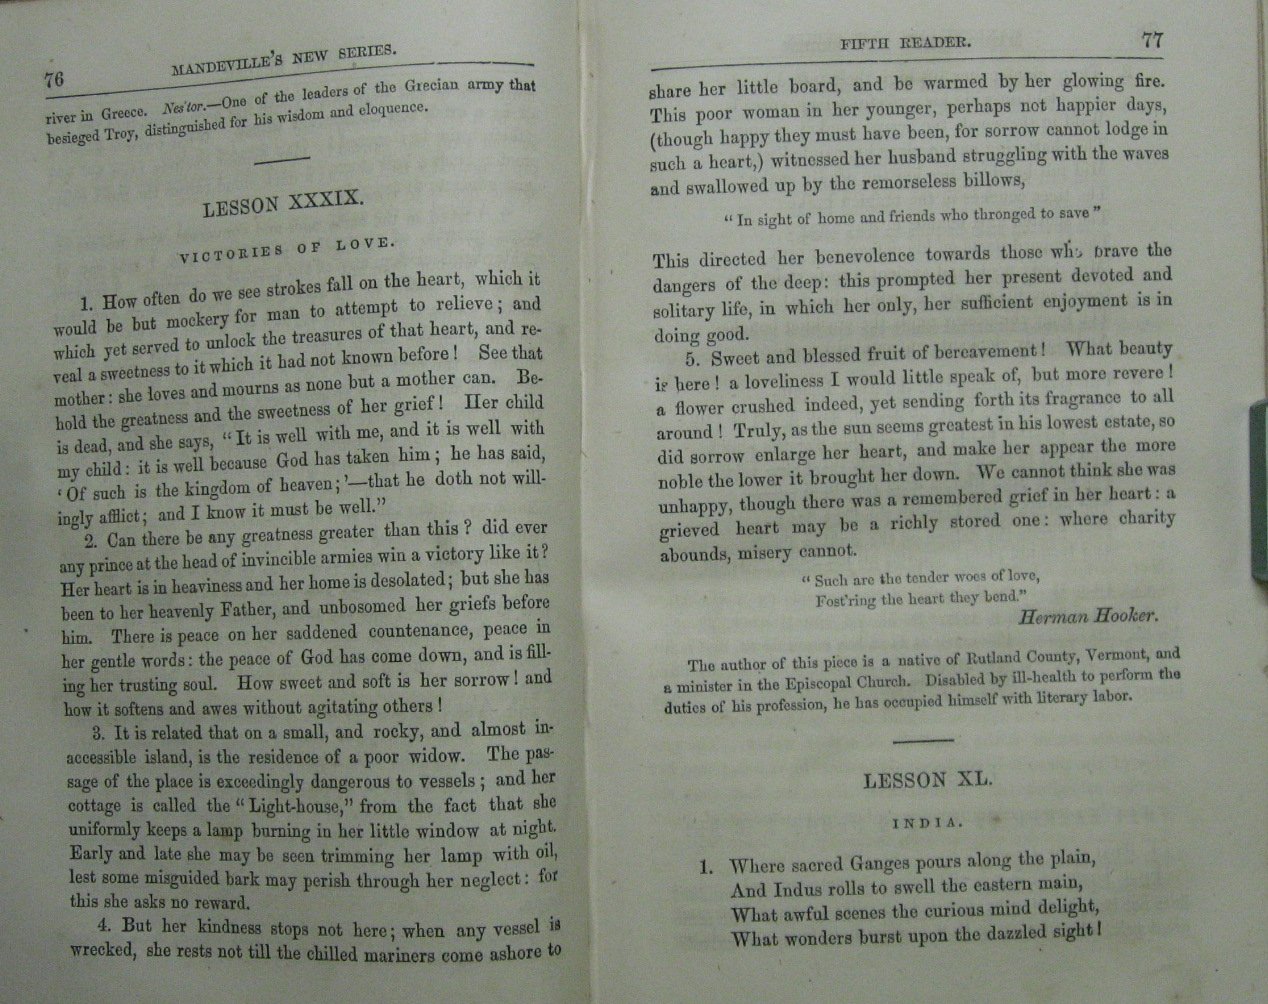 76
MANDEVILLE'S NEW SERIES.
river in Greece. Nes'tor.—One of the leaders of the Grecian army that
besieged Troy, distinguished for his wisdom and eloquence.
LESSON XXXIX.
VICTORIES OF LOVE.
1. How often do we see strokes fall on the heart, which it
would be but mockery for man to attempt to relieve; and
which yet served to unlock the treasures of that heart, and re-
veal a sweetness to it which it had not known before! See that
mother: she loves and mourns as none but a mother can. Be-
hold the greatness and the sweetness of her grief! Her child
is dead, and she says, "It is well with me, and it is well with
my child: it is well because God has taken him; he has said,
'Of such is the kingdom of heaven;'—that he doth not will-
ingly afflict; and I know it must be well."
2. Can there be any greatness greater than this? did ever
any prince at the head of invincible armies win a victory like it?
Her heart is in heaviness and her home is desolated; but she has
been to her heavenly Father, and unbosomed her griefs before
him. There is peace on her saddened countenance, peace in
her gentle words: the peace of God has come down, and is fill-
ing her trusting soul. How sweet and soft is her sorrow! and
how it softens and awes without agitating others!
3. It is related that on a small, and rocky, and almost in-
accessible island, is the residence of a poor widow. The pas-
sage of the place is exceedingly dangerous to vessels; and her
cottage is called the "Light-house," from the fact that she
uniformly keeps a lamp burning in her little window at night.
Early and late she may be seen trimming her lamp with oil,
lest some misguided bark may perish through her neglect: for
this she asks no reward.
4. But her kindness stops not here; when any vessel is
wrecked, she rests not till the chilled mariners come ashore to
FIFTH READER.
77
share her little board, and be warmed by her glowing fire.
This poor woman in her younger, perhaps not happier days,
(though happy they must have been, for sorrow cannot lodge in
such a heart,) witnessed her husband struggling with the waves
and swallowed up by the remorseless billows,
"In sight of home and friends who thronged to save"
This directed her benevolence towards those who brave the
dangers of the deep: this prompted her present devoted and
solitary life, in which her only, her sufficient enjoyment is in
doing good.
5. Sweet and blessed fruit of bereavement! What beauty
is here! a loveliness I would little speak of, but more revere!
a flower crushed indeed, yet sending forth its fragrance to all
around! Truly, as the sun seems greatest in his lowest estate, so
did sorrow enlarge her heart, and make her appear the more
noble the lower it brought her down. We cannot think she was
unhappy, though there was a remembered grief in her heart: a
grieved heart may be a richly stored one: where charity
abounds, misery cannot.
"Such are the tender woes of love,
Fost'ring the heart they bend."
Herman Hooker.
The author of this piece is a native of Rutland County, Vermont, and
a minister in the Episcopal Church. Disabled by ill-health to perform the
duties of his profession, he has occupied himself with literary labor.
LESSON XL.
INDIA.
1. Where sacred Ganges pours along the plain,
And Indus rolls to swell the eastern main,
What awful scenes the curious mind delight,
What wonders burst upon the dazzled sight!